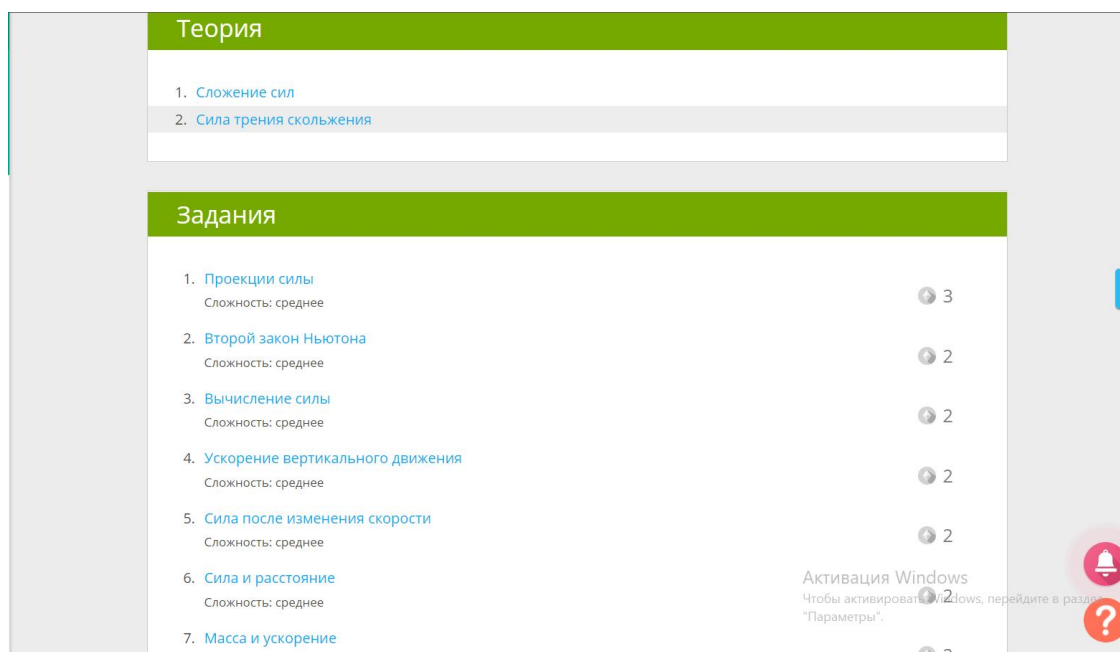 Теория
1. Сложение сил
2. Сила трения скольжения
Задания
1. Проекции силы
Сложность: среднее
3
2. Второй закон Ньютона
Сложность: среднее
2
3. Вычисление силы
Сложность: среднее
2
4. Ускорение вертикального движения
Сложность: среднее
2
5. Сила после изменения скорости
Сложность: среднее
2
6. Сила и расстояние
Сложность: среднее
2
Активация Windows
Чтобы активировать Windows, перейдите в раздел
"Параметры".
7. Масса и ускорение
?